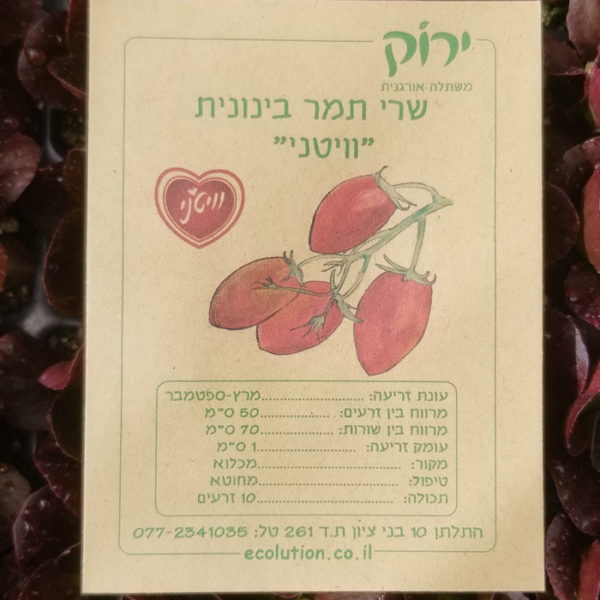 ירוק
משתלה אורגנית
שרי תמר בינונית
"וויטני"
וויטני
עונת זריעה: ........................מרץ-ספטמבר
מרווח בין זרעים: ................50 ס"מ
מרווח בין שורות: .................70 ס"מ
עומק זריעה: ..............................1 ס"מ
מקור: ..................................מכלוא
טיפול: .................................מחוטא
תכולה: ................................10 זרעים
התלתן 10 בני ציון ת.ד 261 טל: 077-2341035
ecolution.co.il